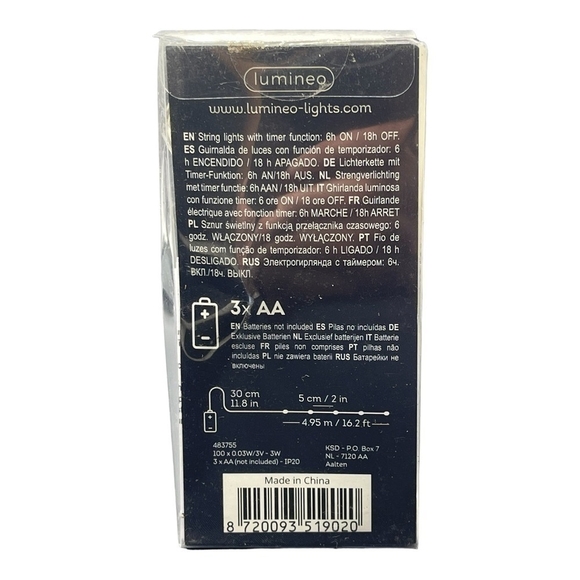 lumineo
www.lumineo-lights.com
EN String lights with timer function: 6h ON / 18h OFF.
ES Guirnalda de luces con función de temporizador: 6
h ENCENDIDO / 18 h APAGADO. DE Lichterkette mit
Timer-Funktion: 6h AN/18h AUS. NL Strengverlichting
met timer functie: 6h AAN / 18h UIT. IT Ghirlanda luminosa
con funzione timer: 6 ore ON / 18 ore OFF. FR Guirlande
électrique avec fonction timer: 6h MARCHE / 18h ARRET
PL Sznur świetlny z funkcją przełącznika czasowego: 6
godz. WŁĄCZONY/18 godz. WYŁĄCZONY. PT Fio de
luzes com função de temporizador: 6 h LIGADO / 18 h
DESLIGADO. RUS Электрогирлянда с таймером: 6ч.
ВКЛ./18ч. ВЫКЛ.
3x AA
EN Batteries not included ES Pilas no incluídas DE
Exklusive Batterien NL Exclusief batterijen IT Batterie
escluse FR piles non comprises PT pilhas não
incluídas PL nie zawiera baterii RUS Батарейки не
включены
30 cm
11.8 in
5 cm / 2 in
4.95 m / 16.2 ft
483755
100 x 0.03W/3V - 3W
3 x AA (not included) - IP20
KSD - P.O. Box 7
NL - 7120 AA
Aalten
Made in China
8 720093 519020